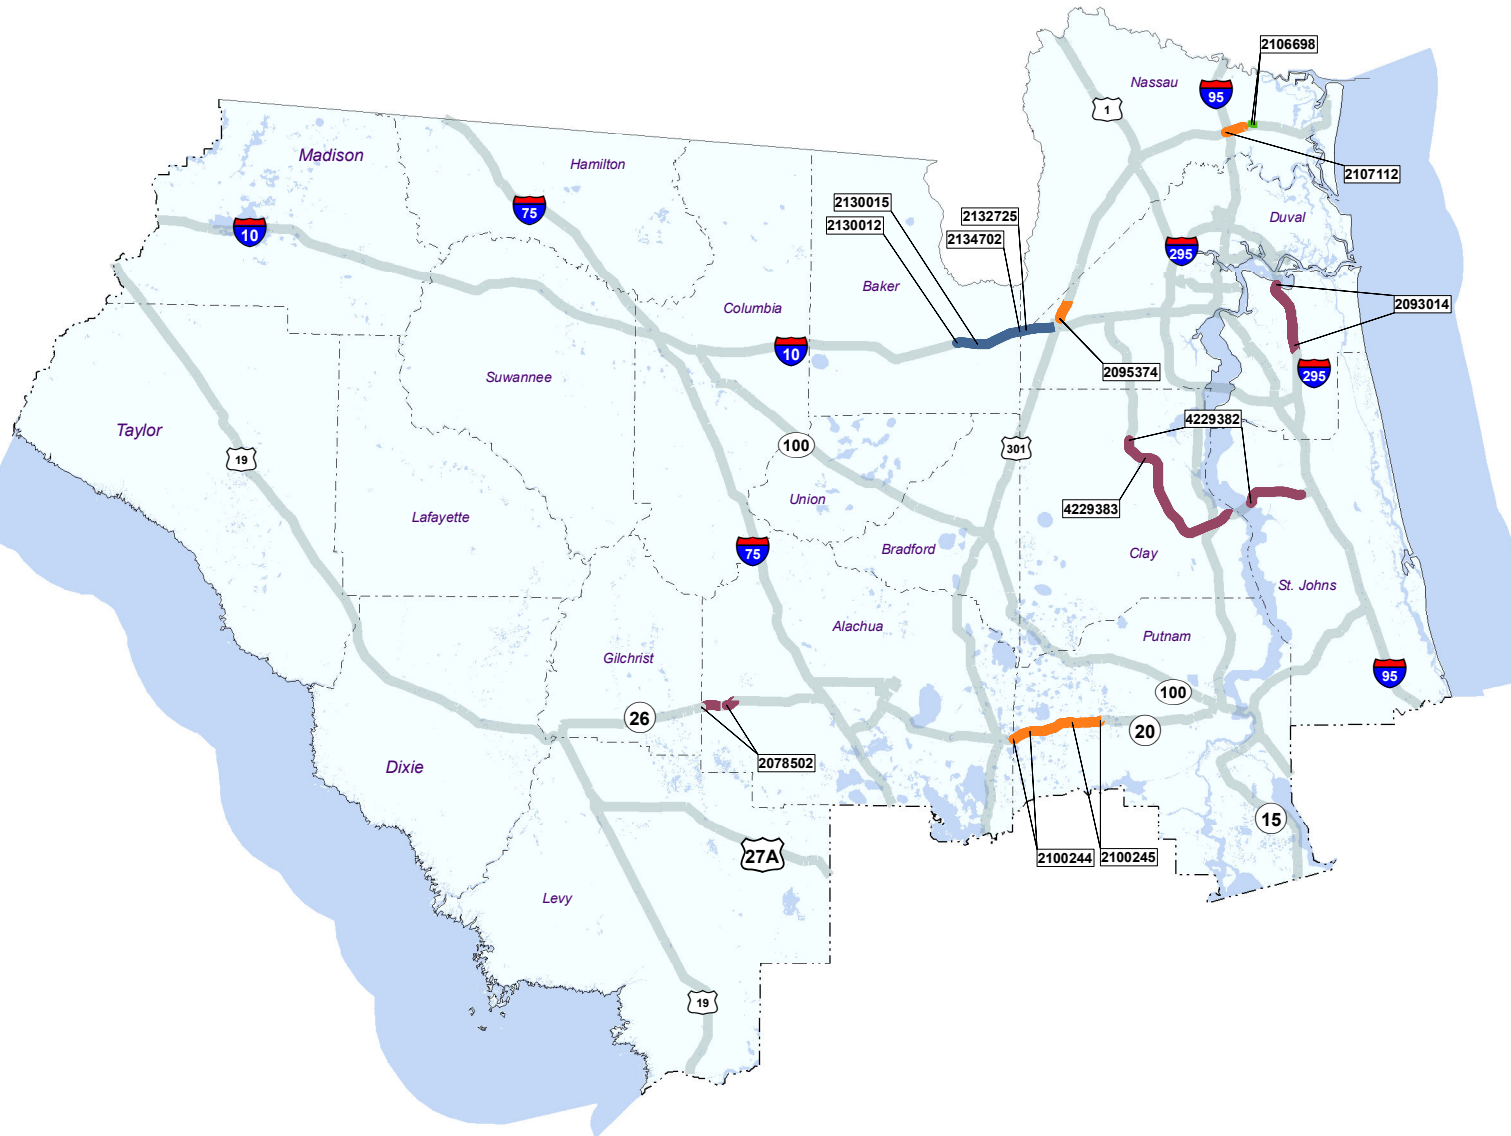 2106698
Nassau
95
1
2107112
Madison
Hamilton
2130015
75
2132725
2130012
Duval
10
2134702
295
Baker
2093014
Columbia
10
2095374
295
Suwannee
4229382
Taylor
100
301
19
Union
4229383
Lafayette
Bradford
75
Clay
St. Johns
Alachua
Putnam
Gilchrist
95
100
26
20
2078502
Dixie
15
27A
2100244
2100245
Levy
19